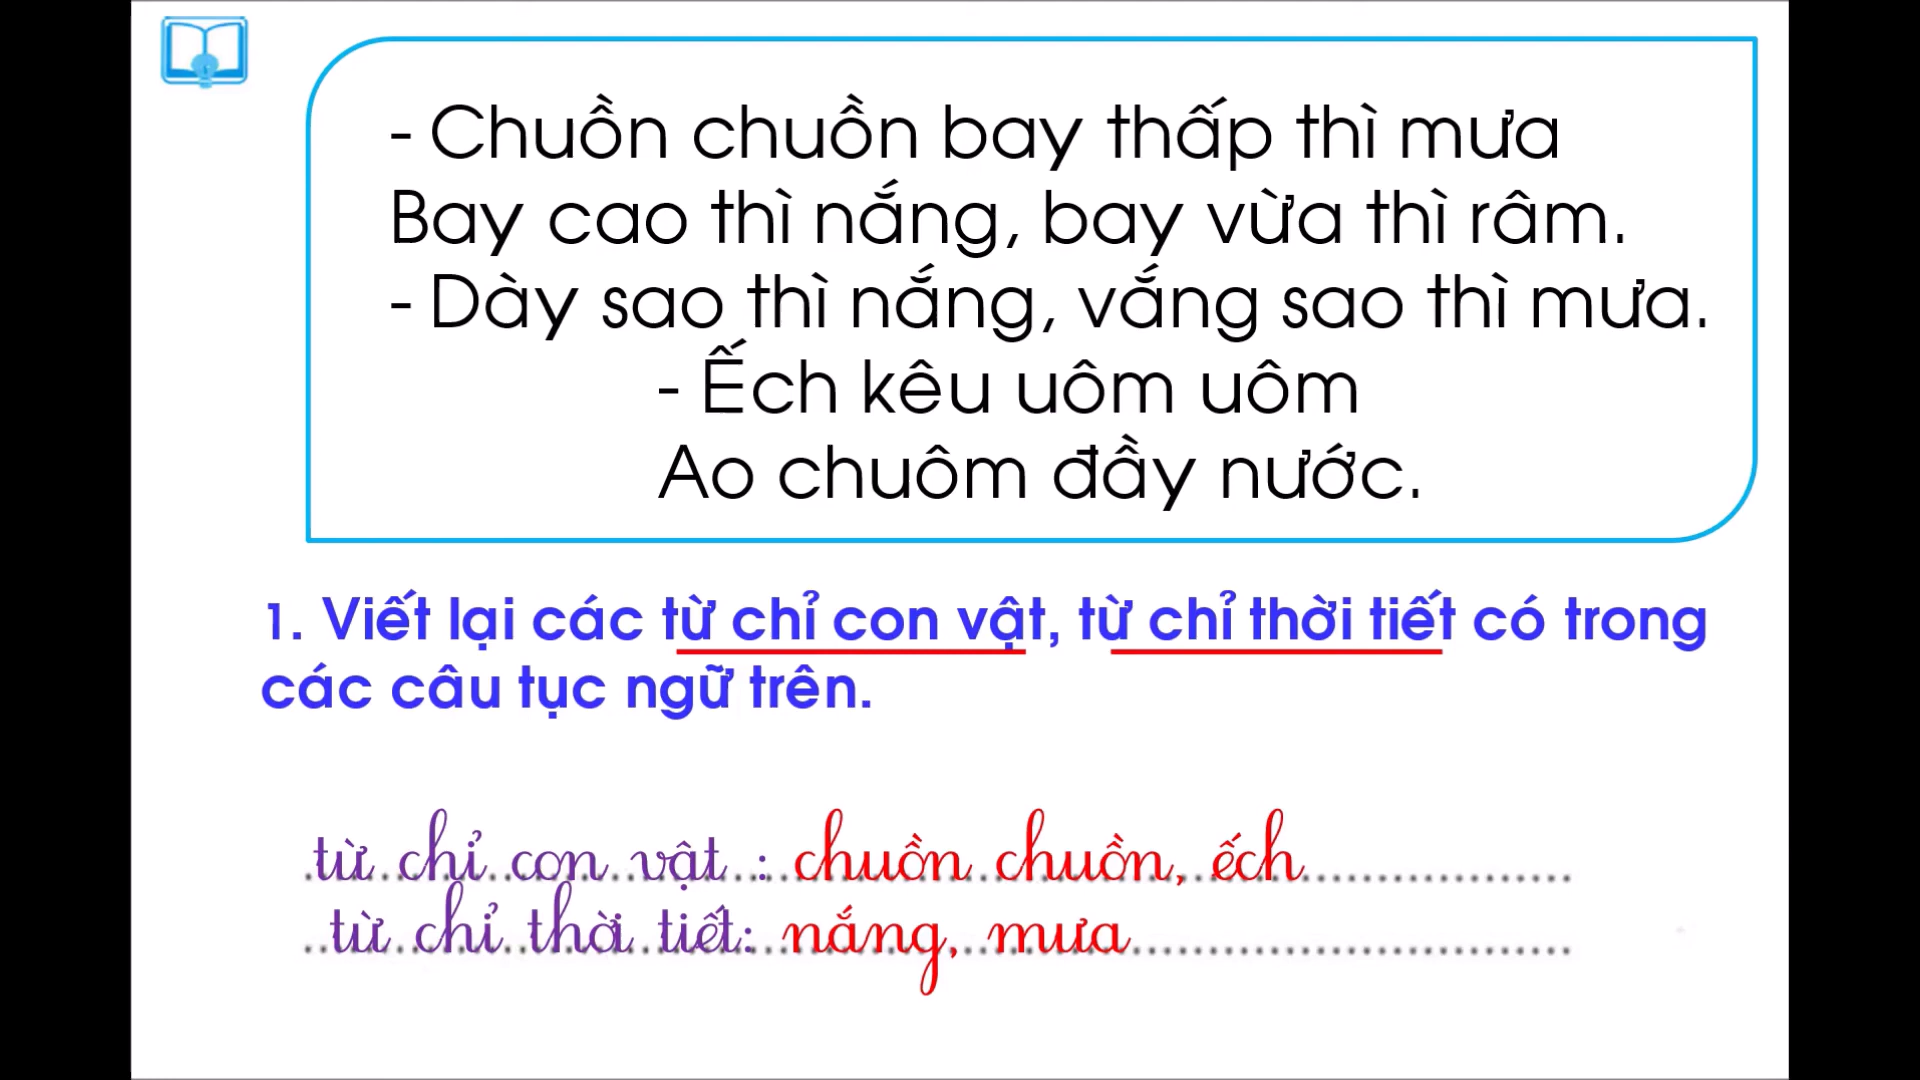 - Chuồn chuồn bay thấp thì mưa
Bay cao thì nắng, bay vừa thì râm.
- Dày sao thì nắng, vắng sao thì mưa.
- Ếch kêu uôm uôm
Ao chuôm đầy nước.
1. Viết lại các từ chỉ con vật, từ chỉ thời tiết có trong
các câu tục ngữ trên.
từ chỉ con vật : chuồn chuồn, ếch
từ chỉ thời tiết: nắng, mưa